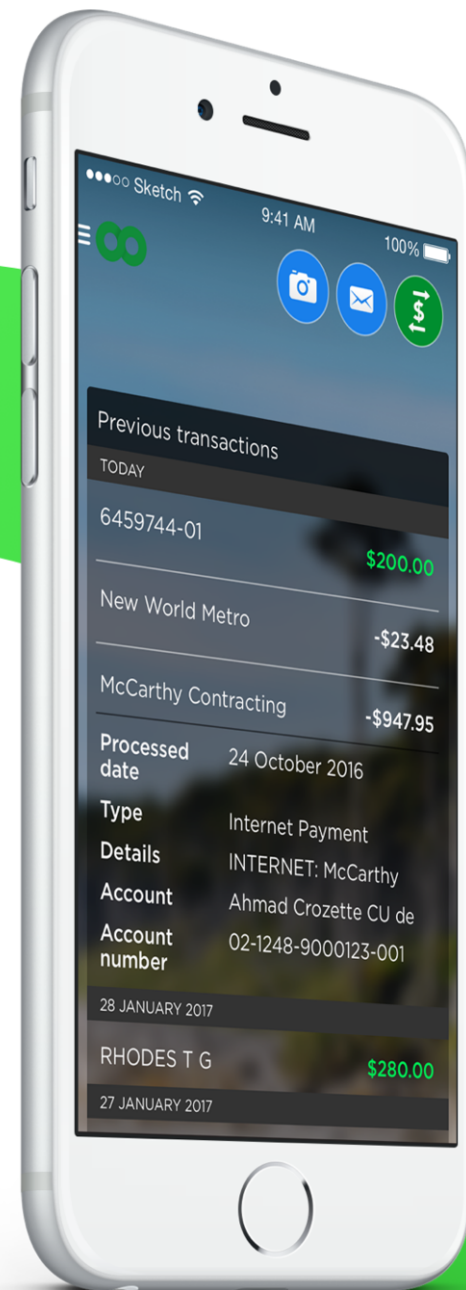 Sketch
9:41 AM
100%
$
Previous transactions
TODAY
6459744-01 $200.00
New World Metro -$23.48
McCarthy Contracting -$947.95
Processed date 24 October 2016
Type Internet Payment
Details INTERNET: McCarthy
Account Ahmad Crozette CU de
Account number 02-1248-9000123-001
28 JANUARY 2017
RHODES T G $280.00
27 JANUARY 2017